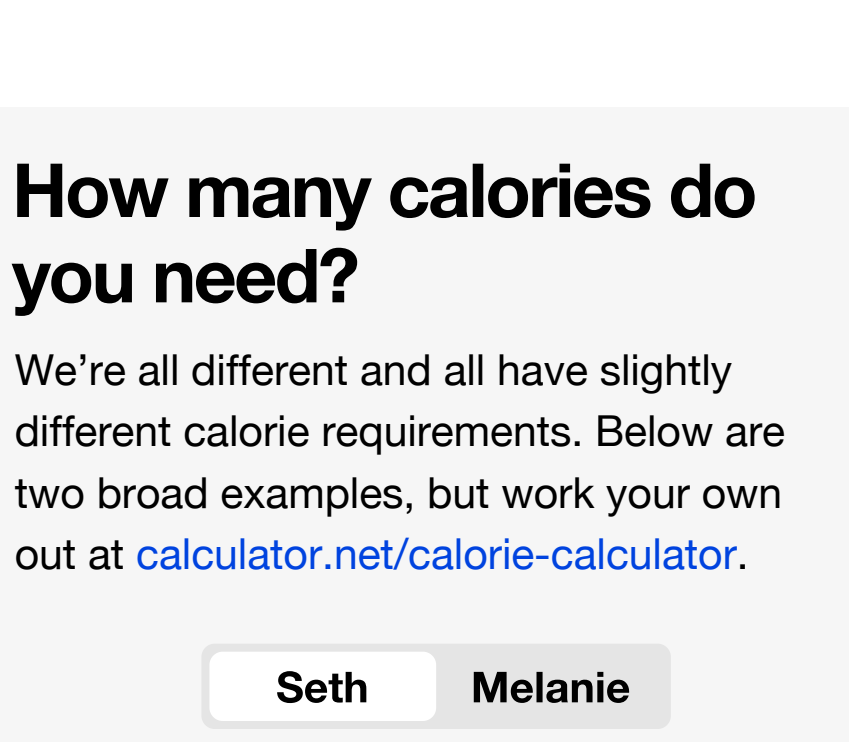 How many calories do
you need?
We’re all different and all have slightly
different calorie requirements. Below are
two broad examples, but work your own
out at calculator.net/calorie-calculator.
Seth Melanie